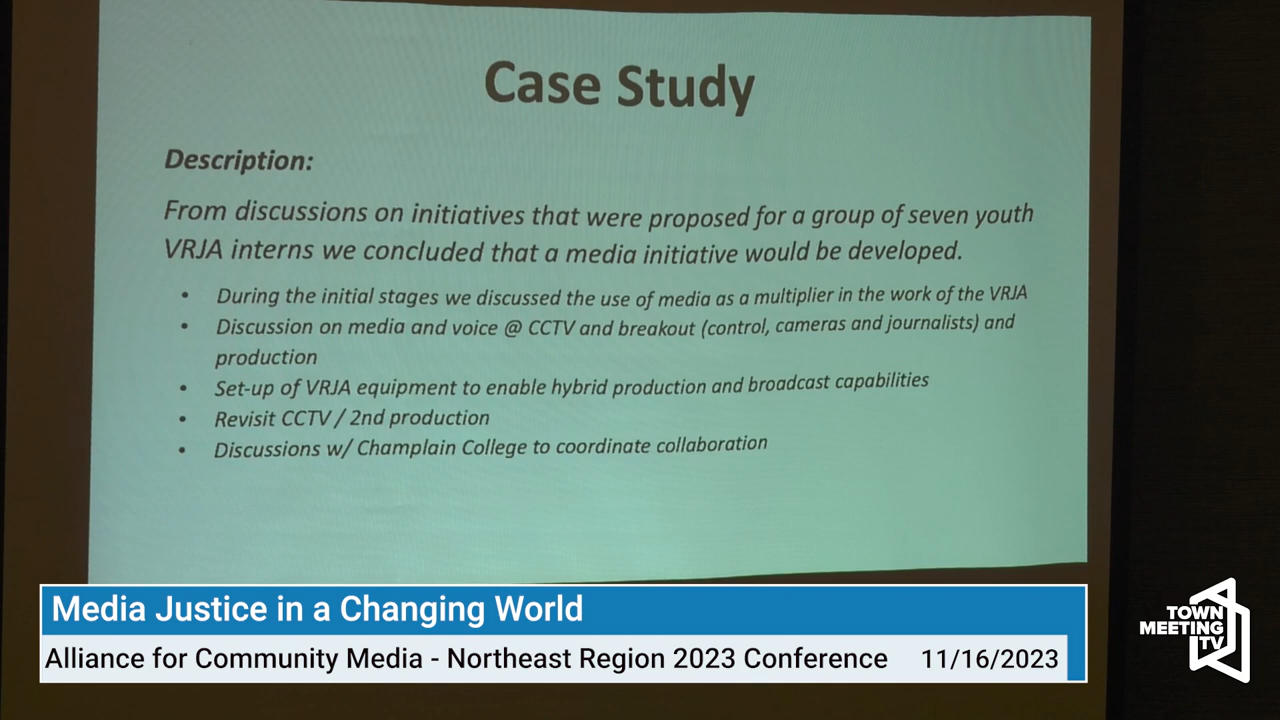 Case Study
Description:
From discussions on initiatives that were proposed for a group of seven youth
VRJA interns we concluded that a media initiative would be developed.
• During the initial stages we discussed the use of media as a multiplier in the work of the VRJA
• Discussion on media and voice @ CCTV and breakout (control, cameras and journalists) and
production
• Set-up of VRJA equipment to enable hybrid production and broadcast capabilities
• Revisit CCTV / 2nd production
• Discussions w/ Champlain College to coordinate collaboration
Media Justice in a Changing World
Alliance for Community Media - Northeast Region 2023 Conference 11/16/2023
TOWN
MEETING
TV